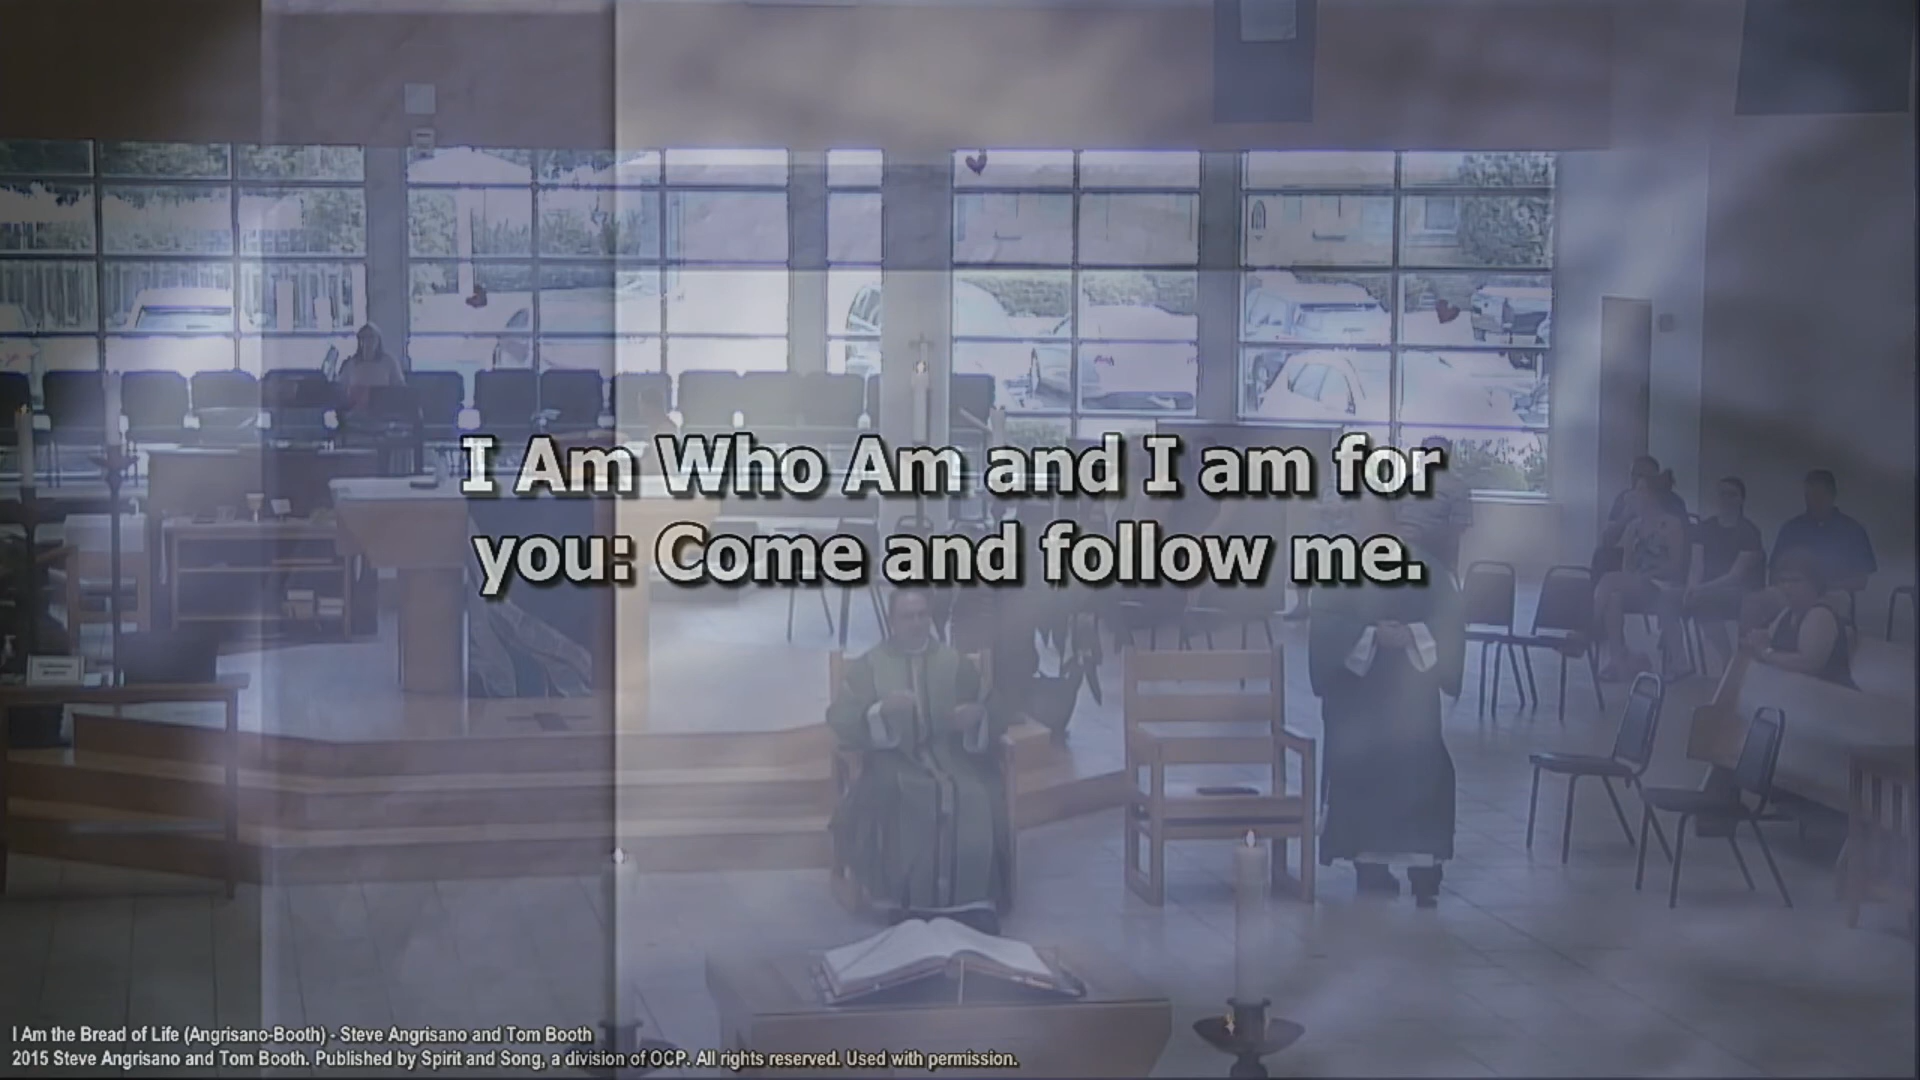 I Am Who Am and I am for
you: Come and follow me.
I Am the Bread of Life (Angrisano-Booth) - Steve Angrisano and Tom Booth
2015 Steve Angrisano and Tom Booth. Published by Spirit and Song, a division of OCP. All rights reserved. Used with permission.